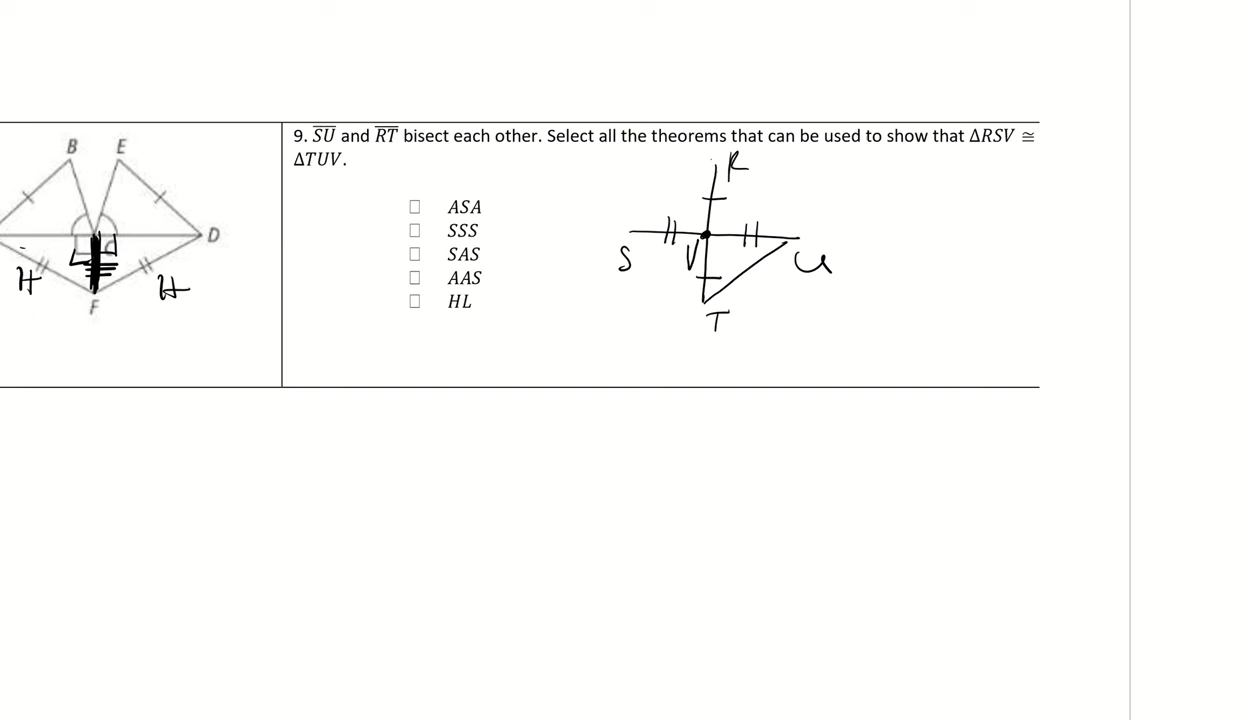 9. SU and RT bisect each other. Select all the theorems that can be used to show that ΔRSV ≅
ΔTUV.
B E
D
C
H H
F
☐ ASA
☐ SSS
☐ SAS
☐ AAS
☐ HL
R
S V U
T